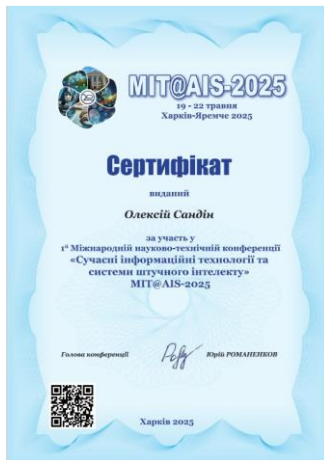 MIT@AIS-2025
19 - 22 травня
Харків-Яремче 2025
Сертифікат
виданий
Олексій Сандін
за участь у
1й Міжнародній науково-технічній конференції
«Сучасні інформаційні технології та
системи штучного інтелекту»
MIT@AIS-2025
Голова конференції
Юрій РОМАНЕНКОВ
Харків 2025